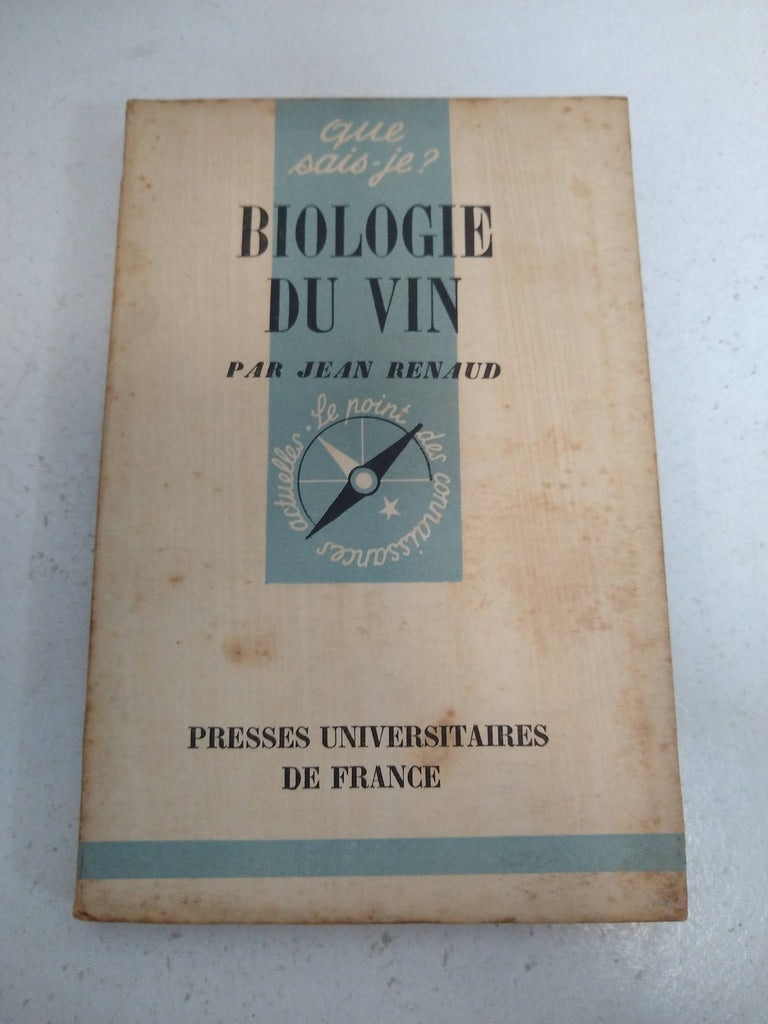 que
sais-je?
BIOLOGIE
DU VIN
PAR JEAN RENAUD
Le point des connaissances actuelles.
PRESSES UNIVERSITAIRES
DE FRANCE